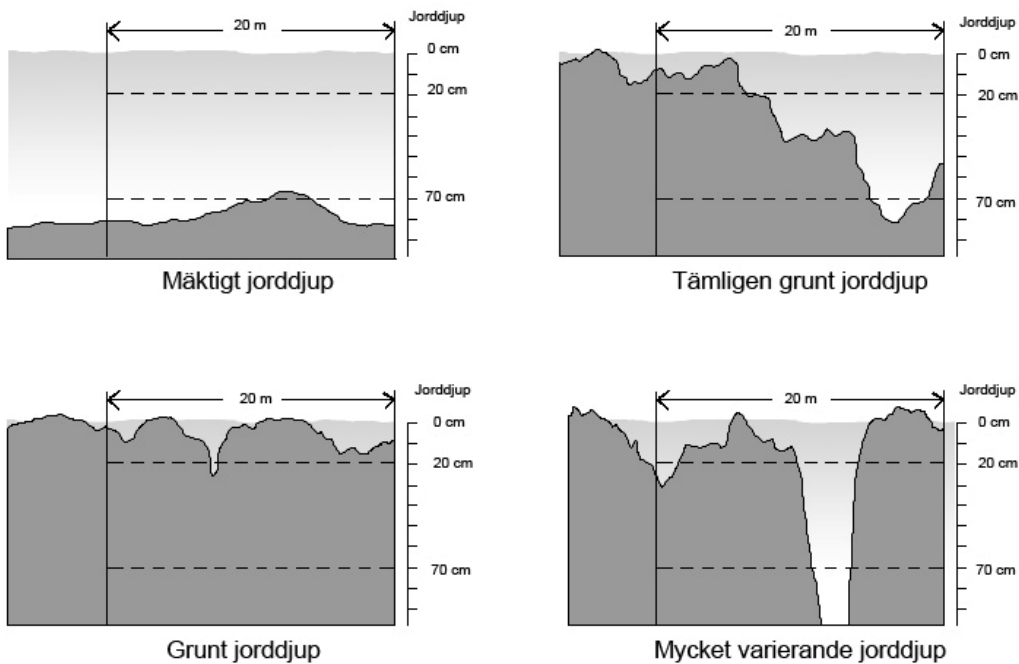 Jorddjup
20 m
0 cm
20 cm
70 cm
Mäktigt jorddjup
Jorddjup
20 m
0 cm
20 cm
70 cm
Tämligen grunt jorddjup
Jorddjup
20 m
0 cm
20 cm
70 cm
Grunt jorddjup
Jorddjup
20 m
0 cm
20 cm
70 cm
Mycket varierande jorddjup